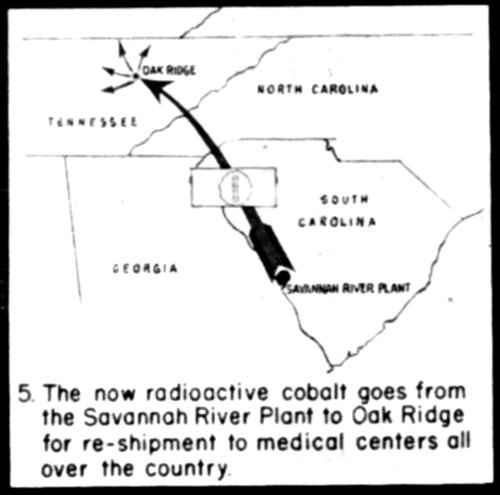 OAK RIDGE
NORTH CAROLINA
TENNESSEE
SOUTH
CAROLINA
GEORGIA
SAVANNAH RIVER PLANT
5. The now radioactive cobalt goes from
the Savannah River Plant to Oak Ridge
for re-shipment to medical centers all
over the country.